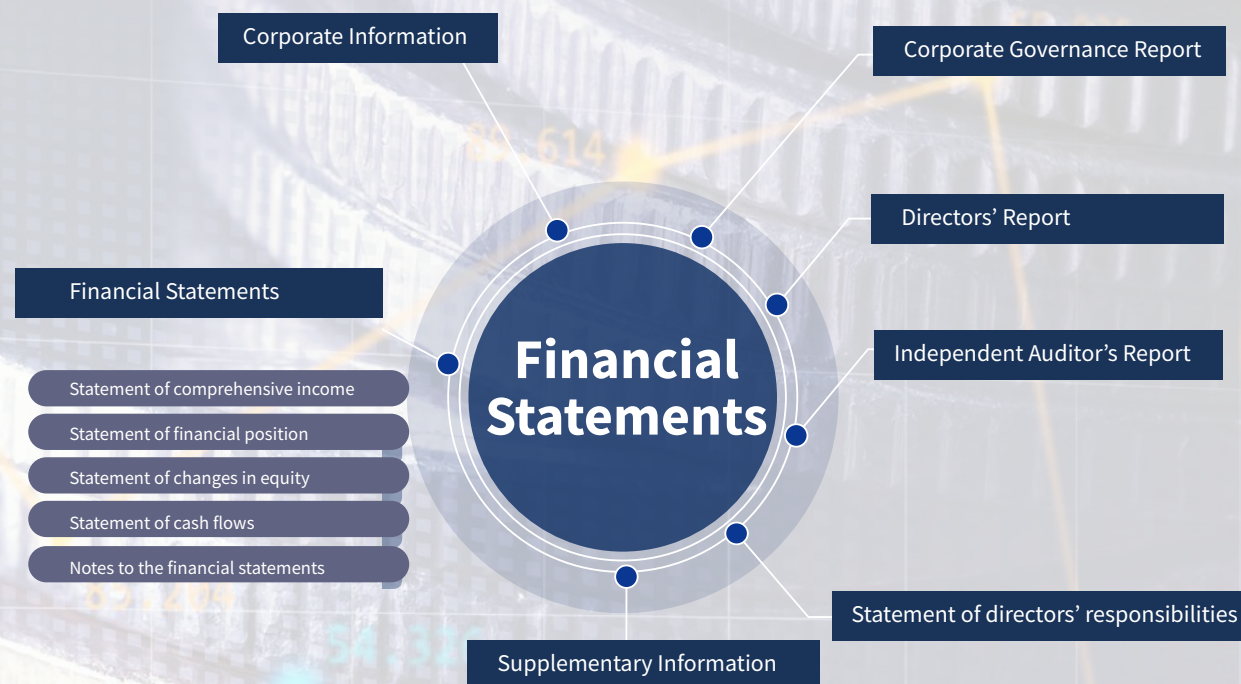 Corporate Information
Corporate Governance Report
89.614
Directors’ Report
Financial Statements
Financial
Statements
Independent Auditor’s Report
Statement of comprehensive income
Statement of financial position
Statement of changes in equity
Statement of cash flows
Notes to the financial statements
Statement of directors’ responsibilities
Supplementary Information